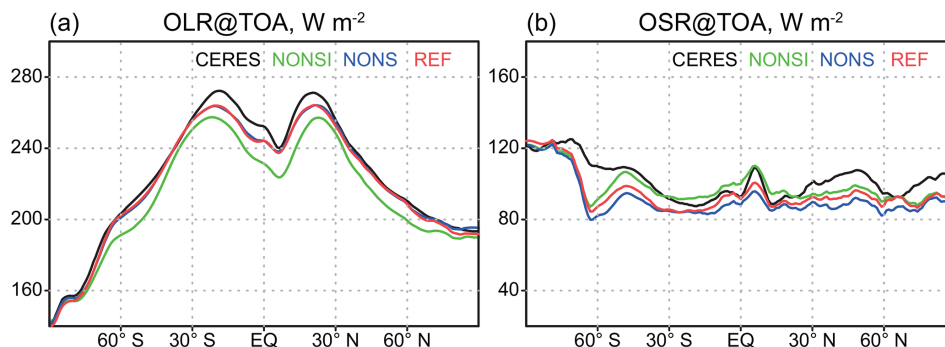 (a) OLR@TOA, W m⁻²
CERES NONSI NONS REF
280
240
200
160
60° S 30° S EQ 30° N 60° N
(b) OSR@TOA, W m⁻²
CERES NONSI NONS REF
160
120
80
40
60° S 30° S EQ 30° N 60° N